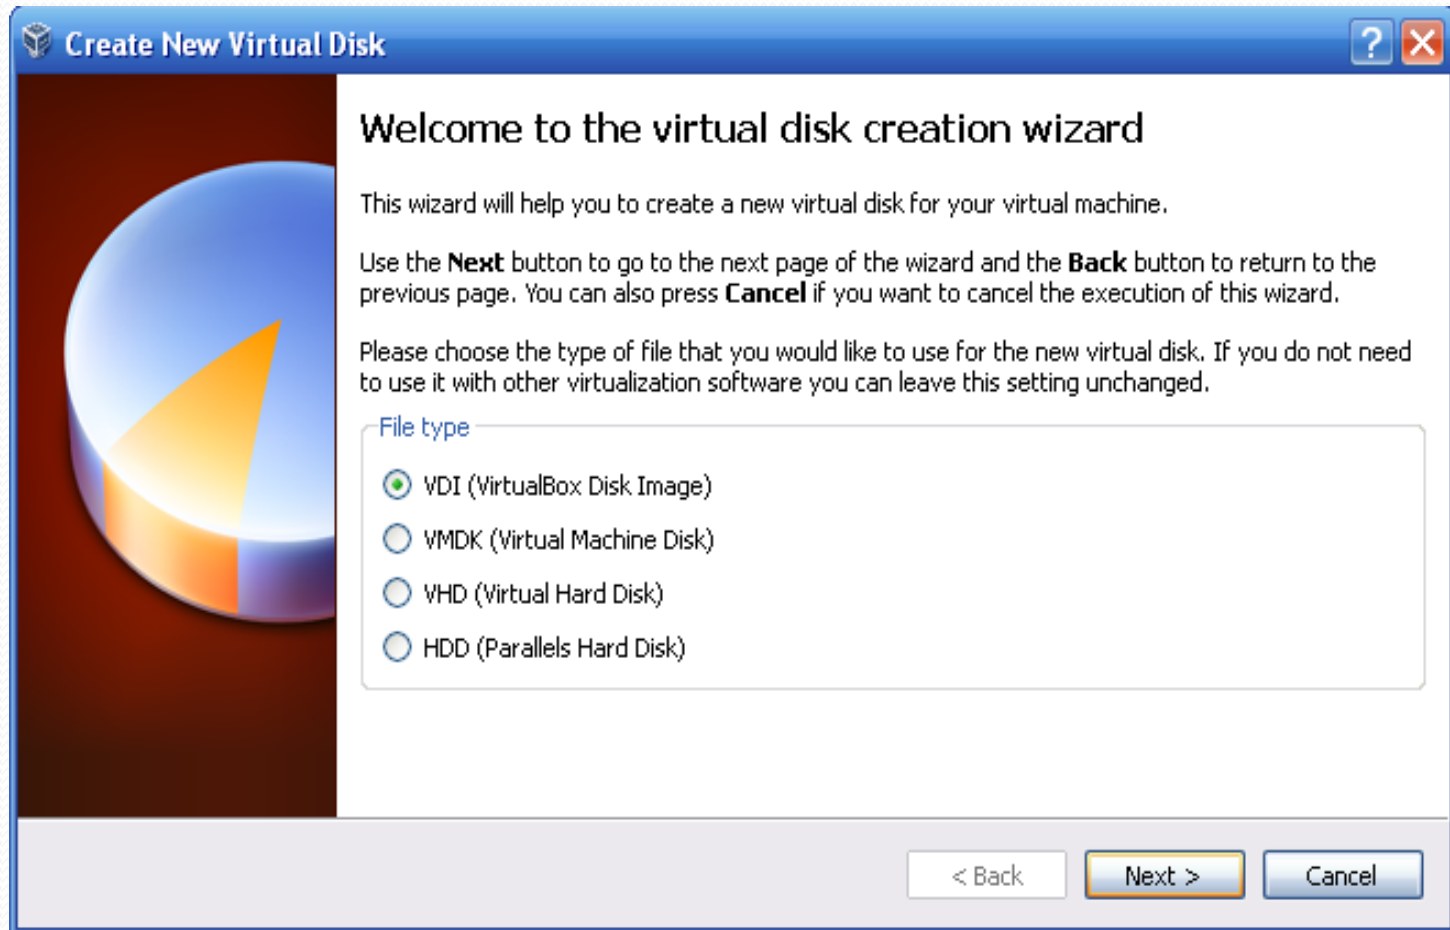 Create New Virtual Disk
?
Welcome to the virtual disk creation wizard
This wizard will help you to create a new virtual disk for your virtual machine.
Use the Next button to go to the next page of the wizard and the Back button to return to the
previous page. You can also press Cancel if you want to cancel the execution of this wizard.
Please choose the type of file that you would like to use for the new virtual disk. If you do not need
to use it with other virtualization software you can leave this setting unchanged.
File type
VDI (VirtualBox Disk Image)
VMDK (Virtual Machine Disk)
VHD (Virtual Hard Disk)
HDD (Parallels Hard Disk)
< Back Next > Cancel